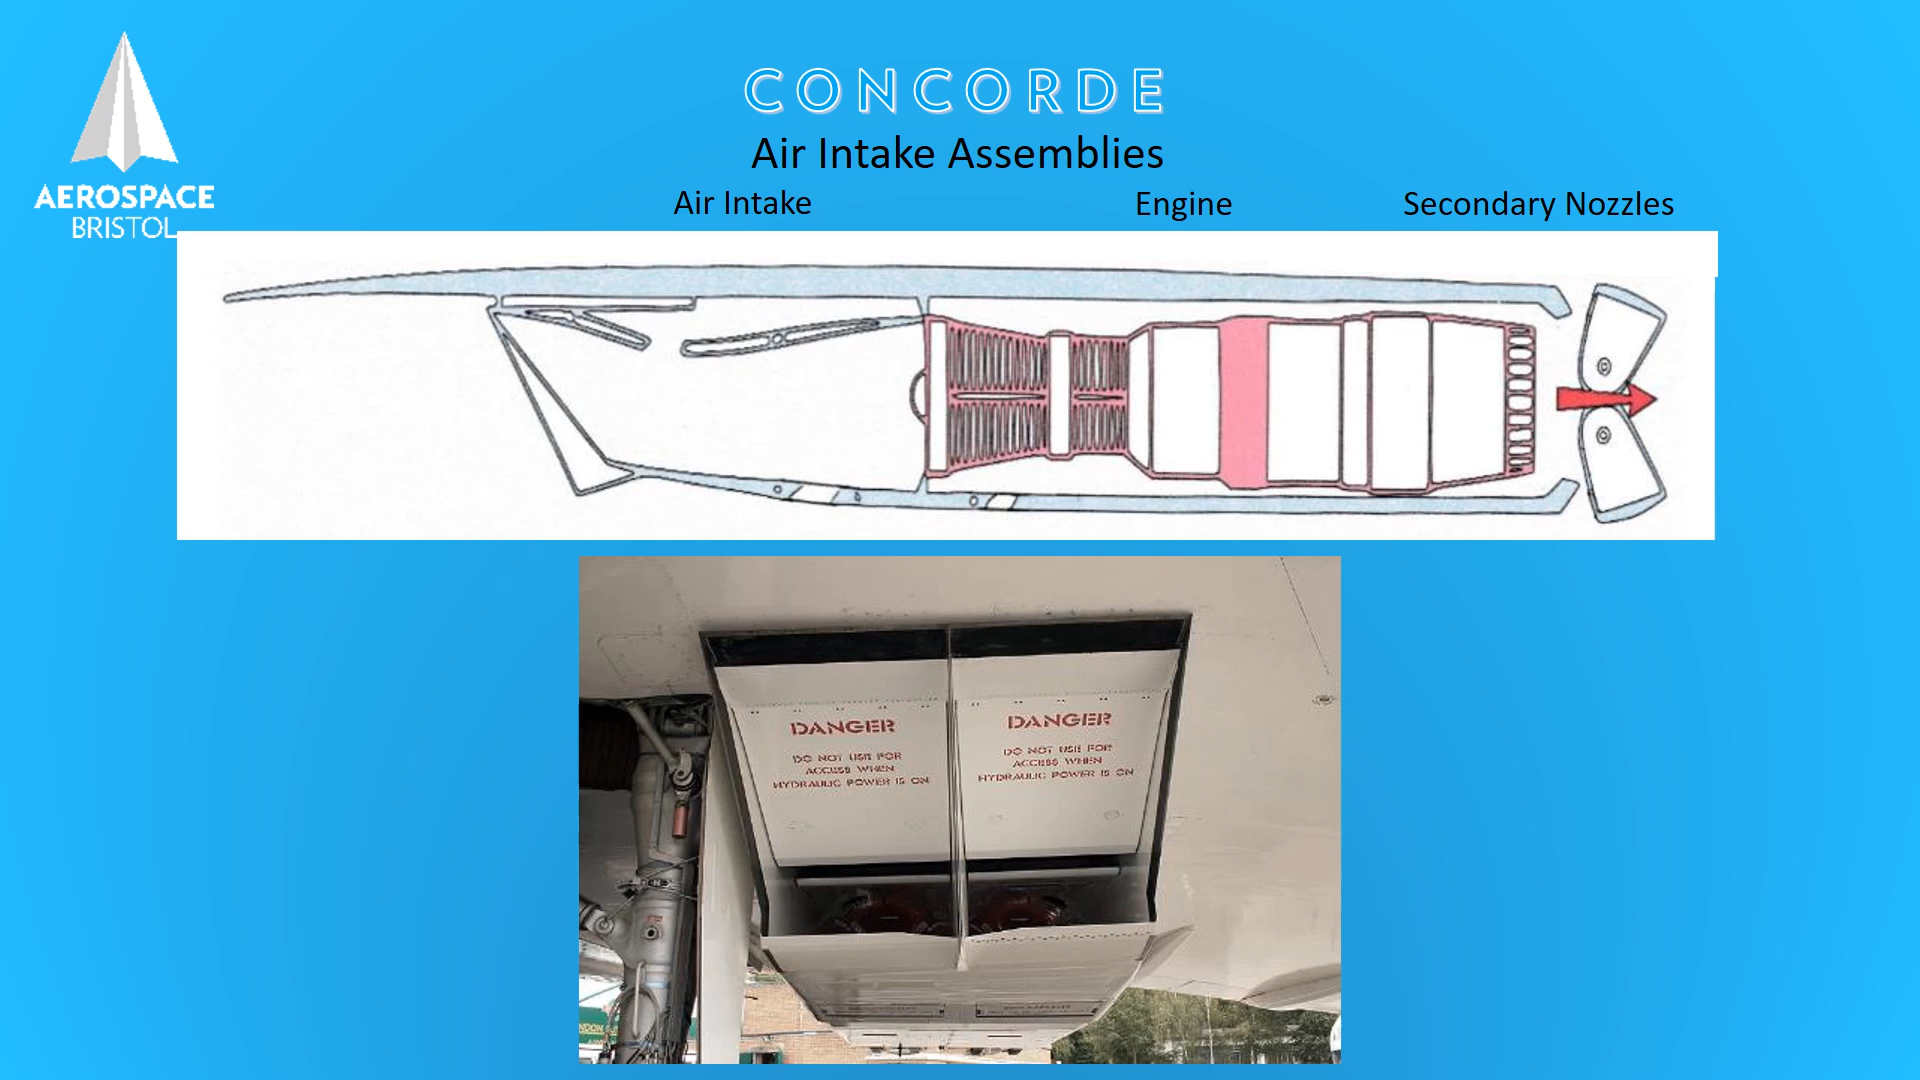 CONCORDE
AEROSPACE
BRISTOL
Air Intake Assemblies
Air Intake
Engine
Secondary Nozzles
DANGER
DO NOT USE FOR
ACCESS WHEN
HYDRAULIC POWER IS ON
DANGER
DO NOT USE FOR
ACCESS WHEN
HYDRAULIC POWER IS ON